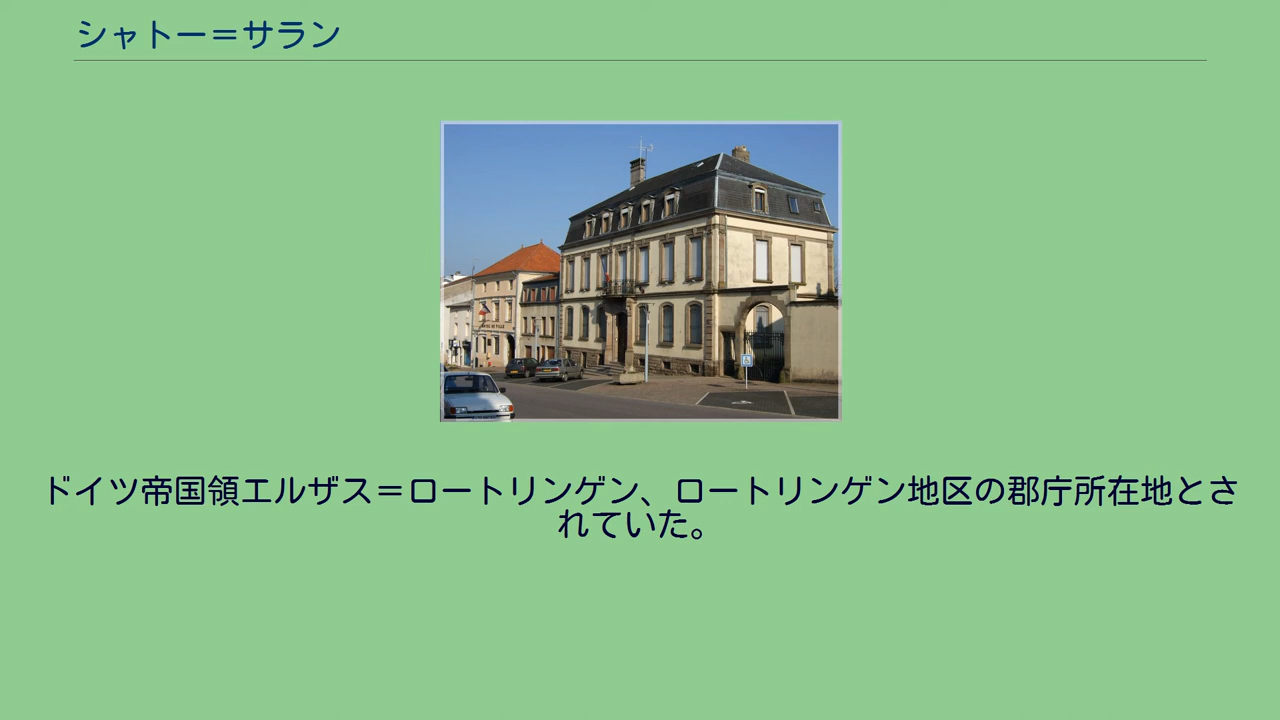 シャトー＝サラン
ドイツ帝国領エルザス＝ロートリンゲン、ロートリンゲン地区の郡庁所在地とさ
れていた。